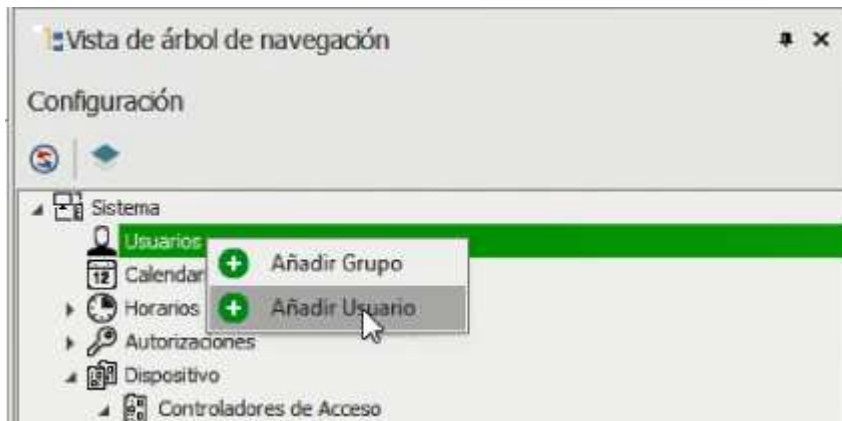 Vista de árbol de navegación
Configuración
Sistema
Usuarios
Añadir Grupo
12 Calendar
Añadir Usuario
Horarios
Autorizaciones
Dispositivo
Controladores de Acceso